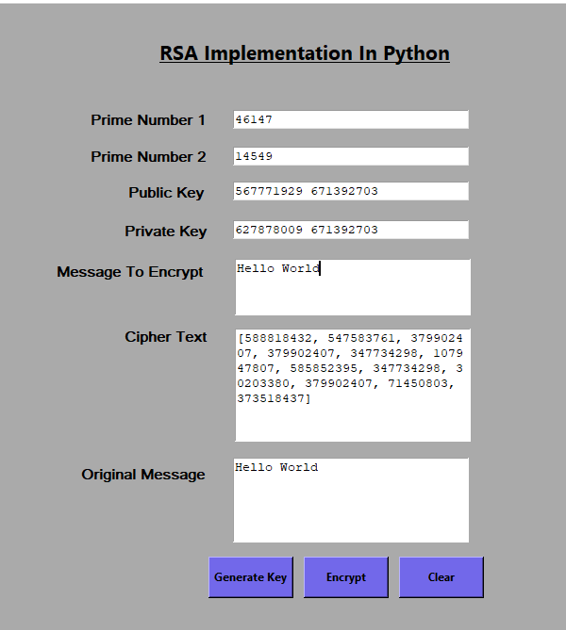 RSA Implementation In Python
Prime Number 1 46147
Prime Number 2 14549
Public Key 567771929 671392703
Private Key 627878009 671392703
Message To Encrypt Hello World
Cipher Text [588818432, 547583761, 3799024
07, 379902407, 347734298, 1079
47807, 585852395, 347734298, 3
0203380, 379902407, 71450803,
373518437]
Original Message Hello World
Generate Key Encrypt Clear